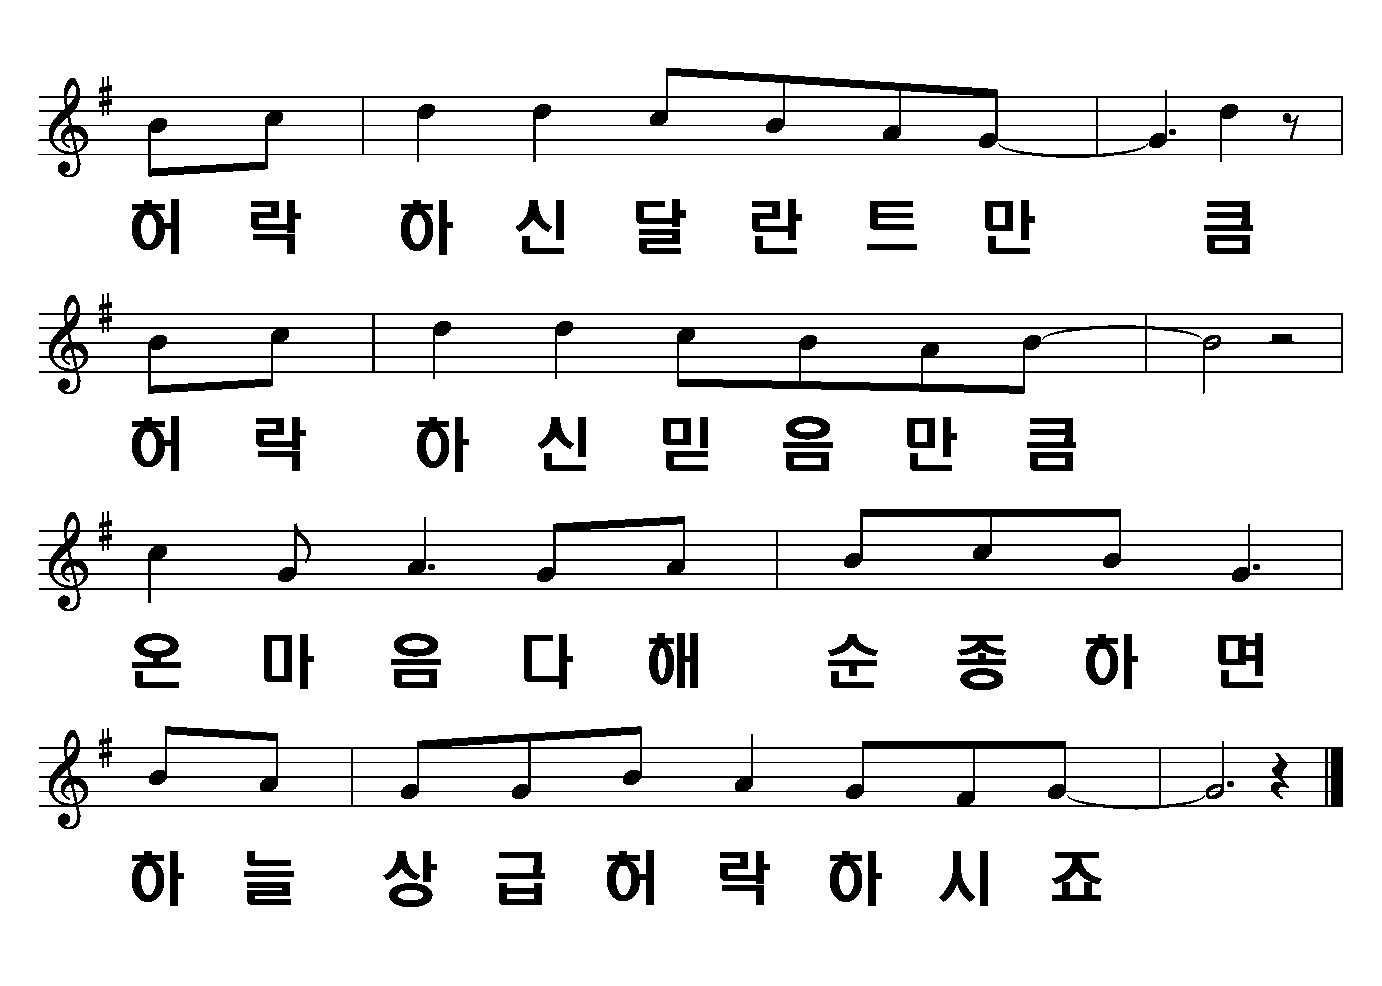 허 락 하 신 달 란 트 만 큼
허 락 하 신 믿 음 만 큼
온 마 음 다 해 순 종 하 면
하 늘 상 급 허 락 하 시 죠